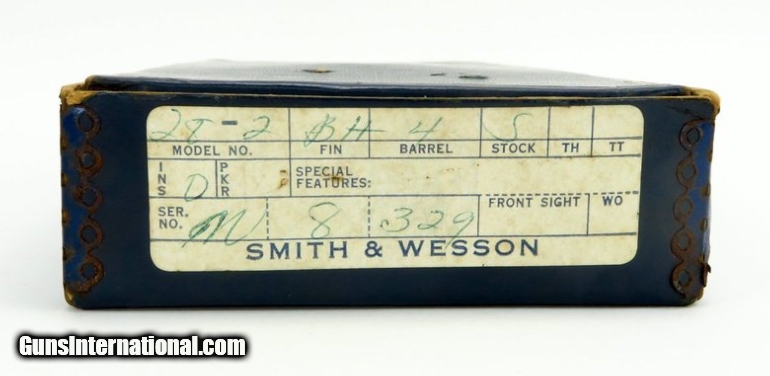 28-2 BH 4 S
MODEL NO. FIN BARREL STOCK TH TT
INS D PKR SPECIAL FEATURES:
FRONT SIGHT WO
SER. NO. 8 329
SMITH & WESSON
GunsInternational.com